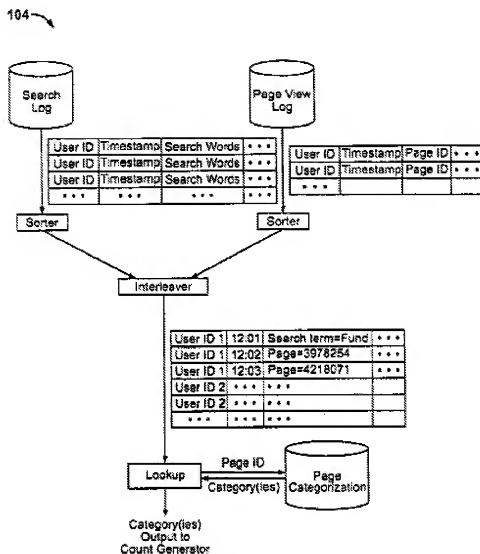 104
Search
Log
Page View
Log
User ID Timestamp Search Words • • •
User ID Timestamp Search Words • • •
User ID Timestamp Search Words • • •
• • • • • • • • • • • •
User ID Timestamp Page ID • • •
User ID Timestamp Page ID • • •
• • •
Sorter
Sorter
Interleaver
User ID 1 12:01 Search term=Fund • • •
User ID 1 12:02 Page=3978254 • • •
User ID 1 12:03 Page=4218071 • • •
User ID 2 • • • • • •
User ID 2 • • • • • •
• • • • • • • • •
Lookup
Page ID
Category(ies)
Page
Categorization
Category(ies)
Output to
Count Generator